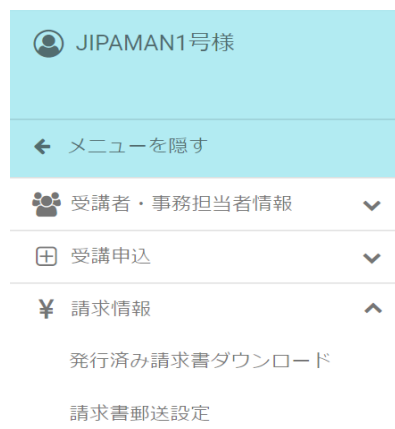 JIPAMAN1号様
メニューを隠す
受講者・事務担当者情報
受講申込
¥ 請求情報
発行済み請求書ダウンロード
請求書郵送設定